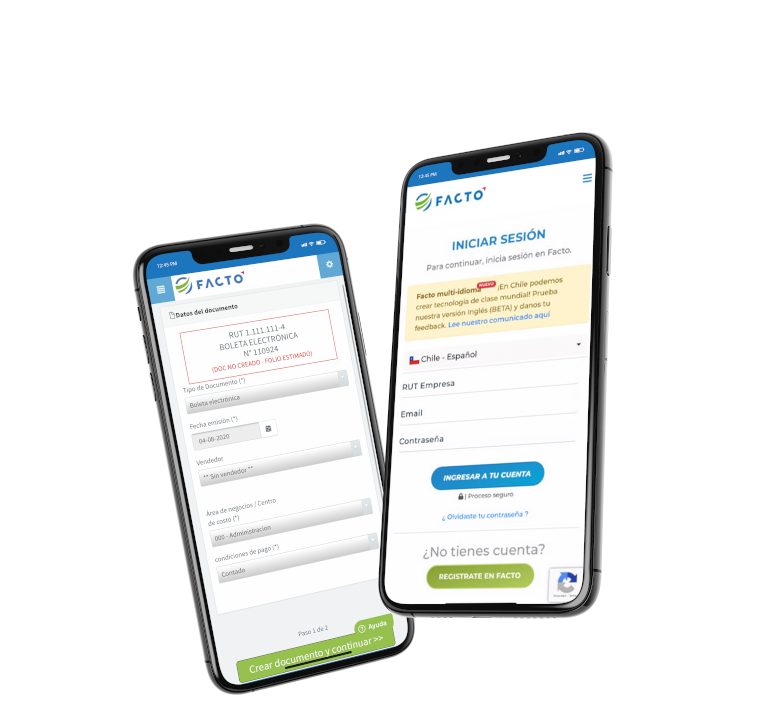 12:45 PM
FACTO
Datos del documento
RUT 1.111.111-4
BOLETA ELECTRÓNICA
N° 110924
(DOC NO CREADO - FOLIO ESTIMADO)
Tipo de Documento (*)
Boleta electrónica
Fecha emisión (*)
04-08-2020
Vendedor
** Sin vendedor **
Área de negocios / Centro
de costo (*)
000 - Administracion
condiciones de pago (*)
Contado
Paso 1 de 2
Ayuda
Crear documento y continuar >>
12:45 PM
FACTO
INICIAR SESIÓN
Para continuar, inicia sesión en Facto.
Facto multi-idioma NUEVO ¡En Chile podemos
crear tecnología de clase mundial! Prueba
nuestra versión Inglés (BETA) y danos tu
feedback. Lee nuestro comunicado aquí
Chile - Español
RUT Empresa
Email
Contraseña
INGRESAR A TU CUENTA
| Proceso seguro
¿ Olvidaste tu contraseña ?
¿No tienes cuenta?
REGISTRATE EN FACTO